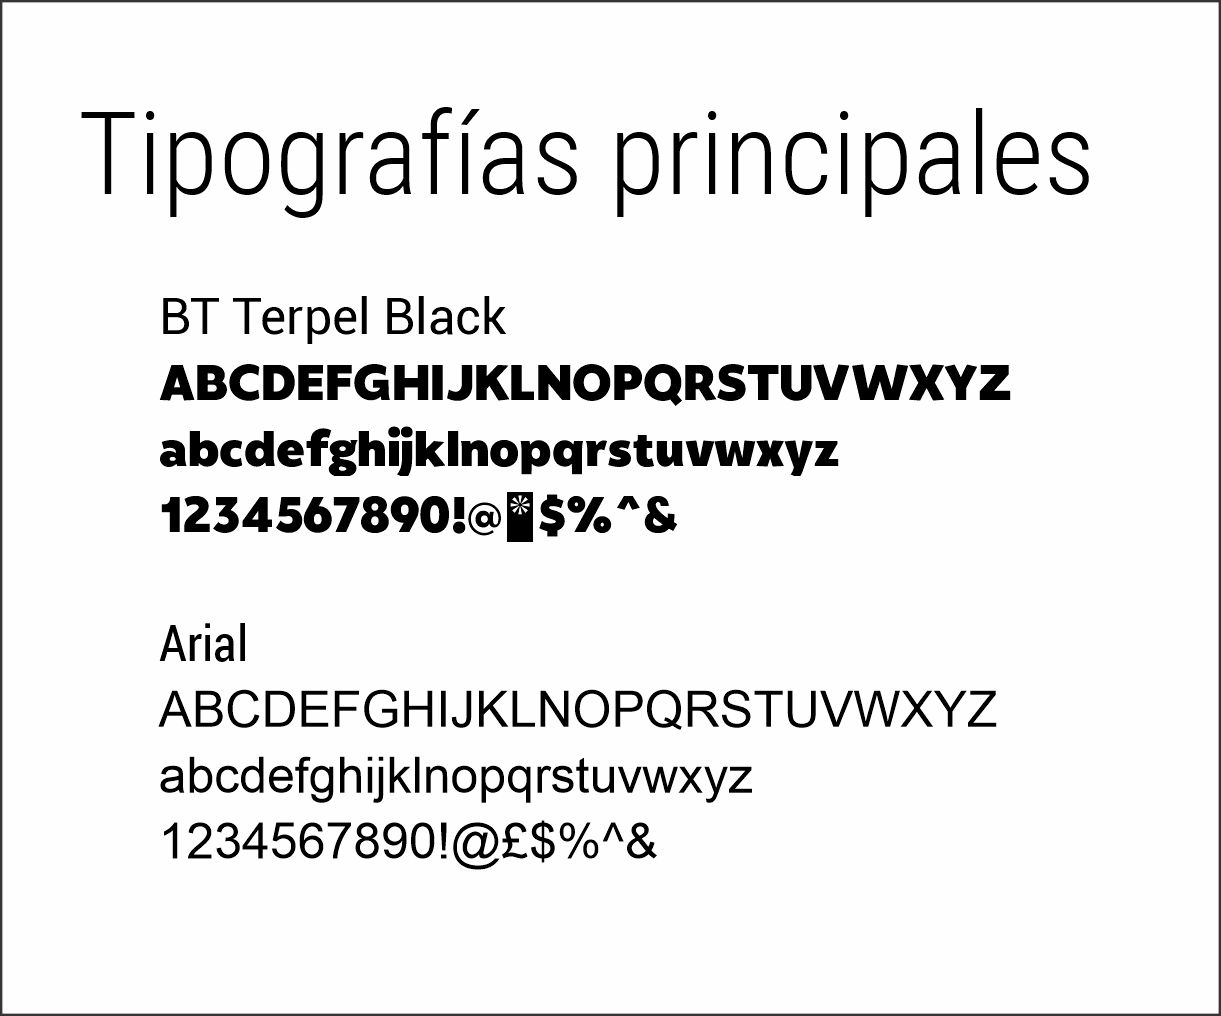 Tipografías principales
BT Terpel Black
ABCDEFGHIJKLNOPQRSTUVWXYZ
abcdefghijklnopqrstuvwxyz
1234567890!@$%^&
Arial
ABCDEFGHIJKLNOPQRSTUVWXYZ
abcdefghijklnopqrstuvwxyz
1234567890!@£$%^&